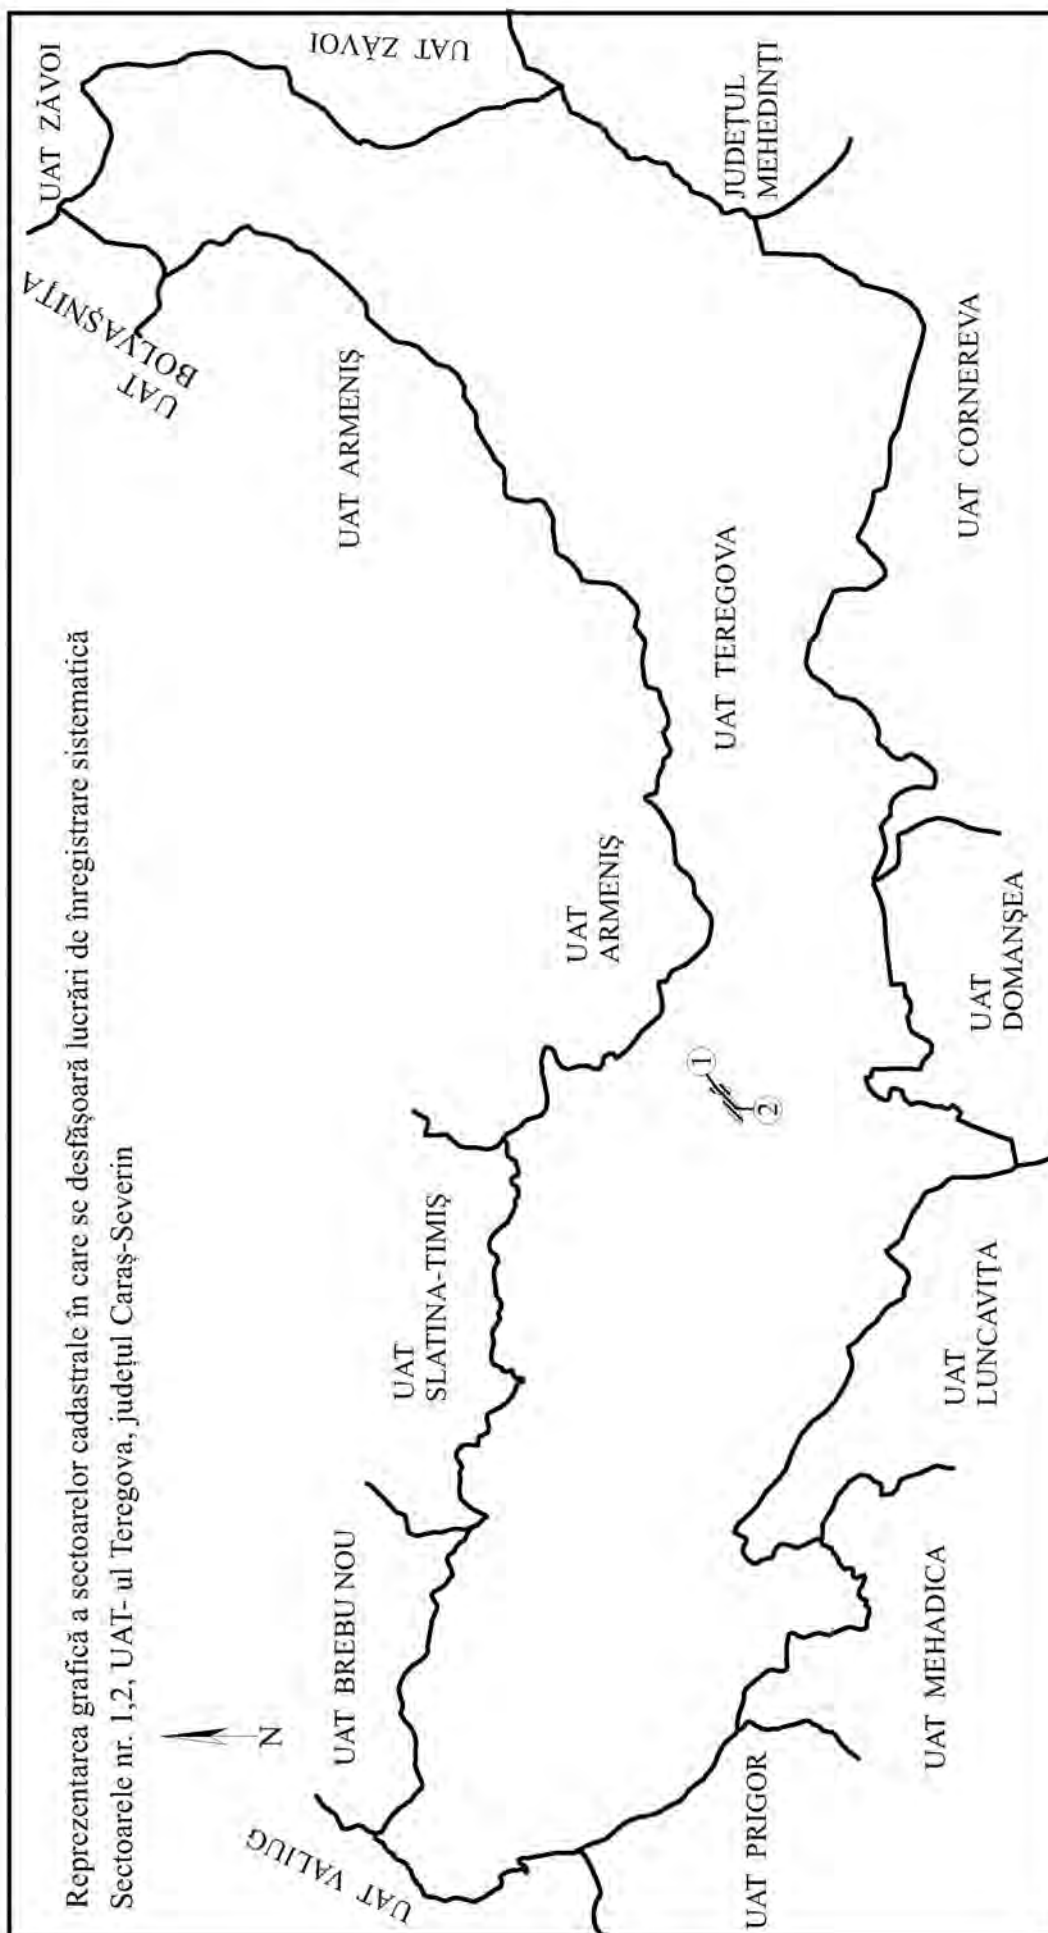 Reprezentarea grafică a sectoarelor cadastrale în care se desfășoară lucrări de înregistrare sistematică
Sectoarele nr. 1,2, UAT- ul Teregova, județul Caraș-Severin
N
UAT VALIUG
UAT BREBU NOU
UAT
SLATINA-TIMIȘ
UAT
ARMENIȘ
UAT ARMENIȘ
UAT
BOLVAȘNIȚA
UAT ZĂVOI
UAT ZĂVOI
JUDEȚUL
MEHEDINȚI
UAT TEREGOVA
1
2
UAT PRIGOR
UAT MEHADICA
UAT
LUNCAVIȚA
UAT
DOMANȘEA
UAT CORNEREVA